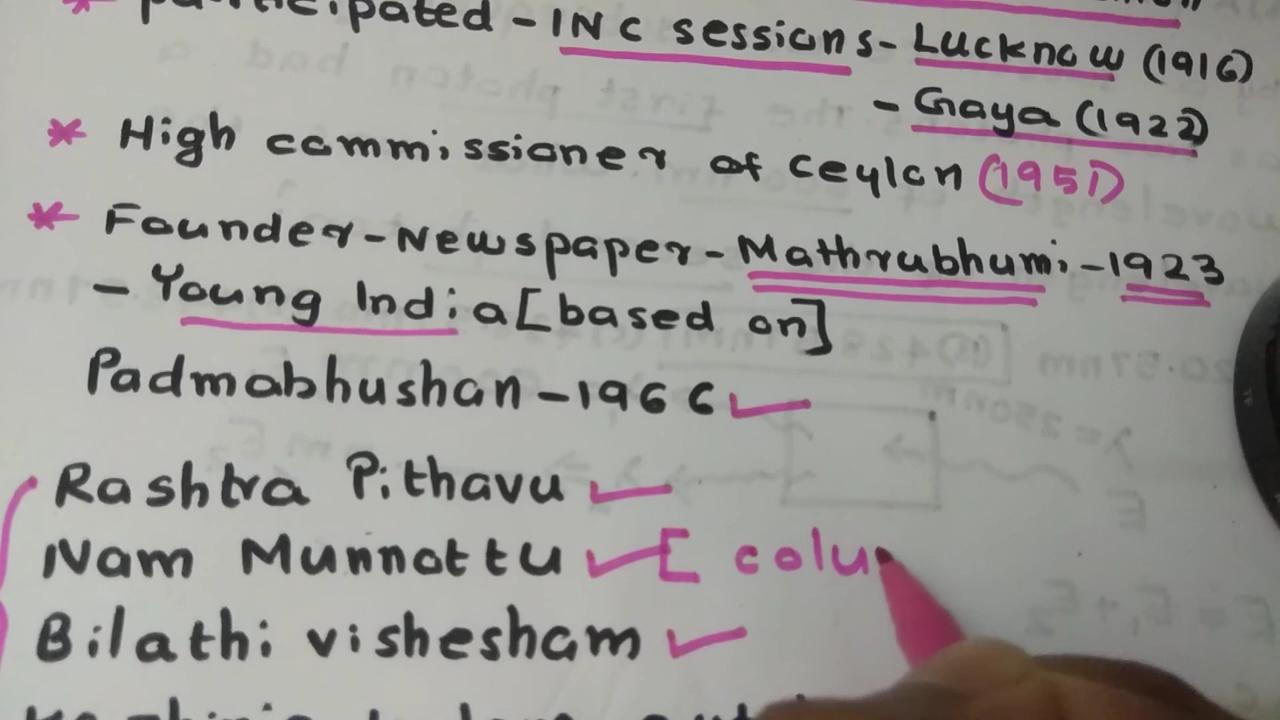 * participated - INC sessions - Lucknow (1916)
- Gaya (1922)
* High commissioner of ceylon (1951)
* Founder - Newspaper - Mathrubhumi - 1923
- Young India [based on]
Padmabhushan - 1966
Rashtra Pithavu
Nam Munnottu [ colu
Bilathi vishesham